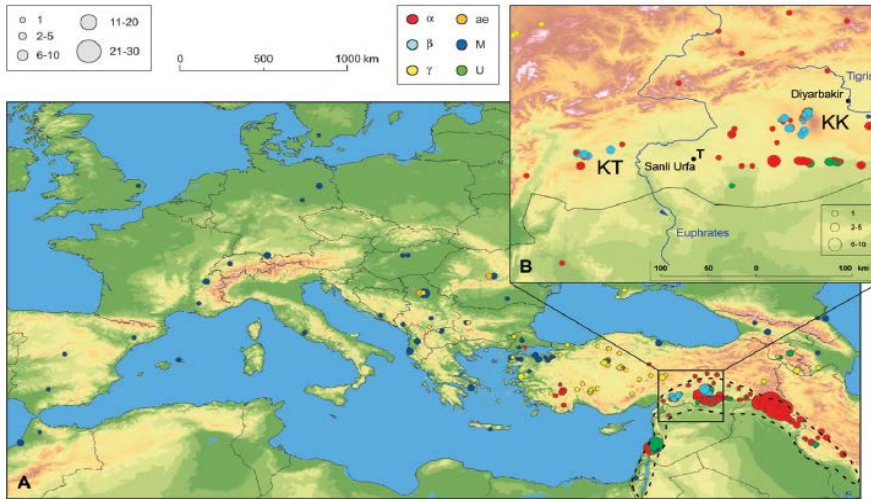 1
2-5
6-10
11-20
21-30
0 500 1000 km
α ae
β M
γ U
Tigris
Diyarbakir
KK
KT
T
Sanli Urfa
Euphrates
1
2-5
6-10
B
100 50 0 100 km
A